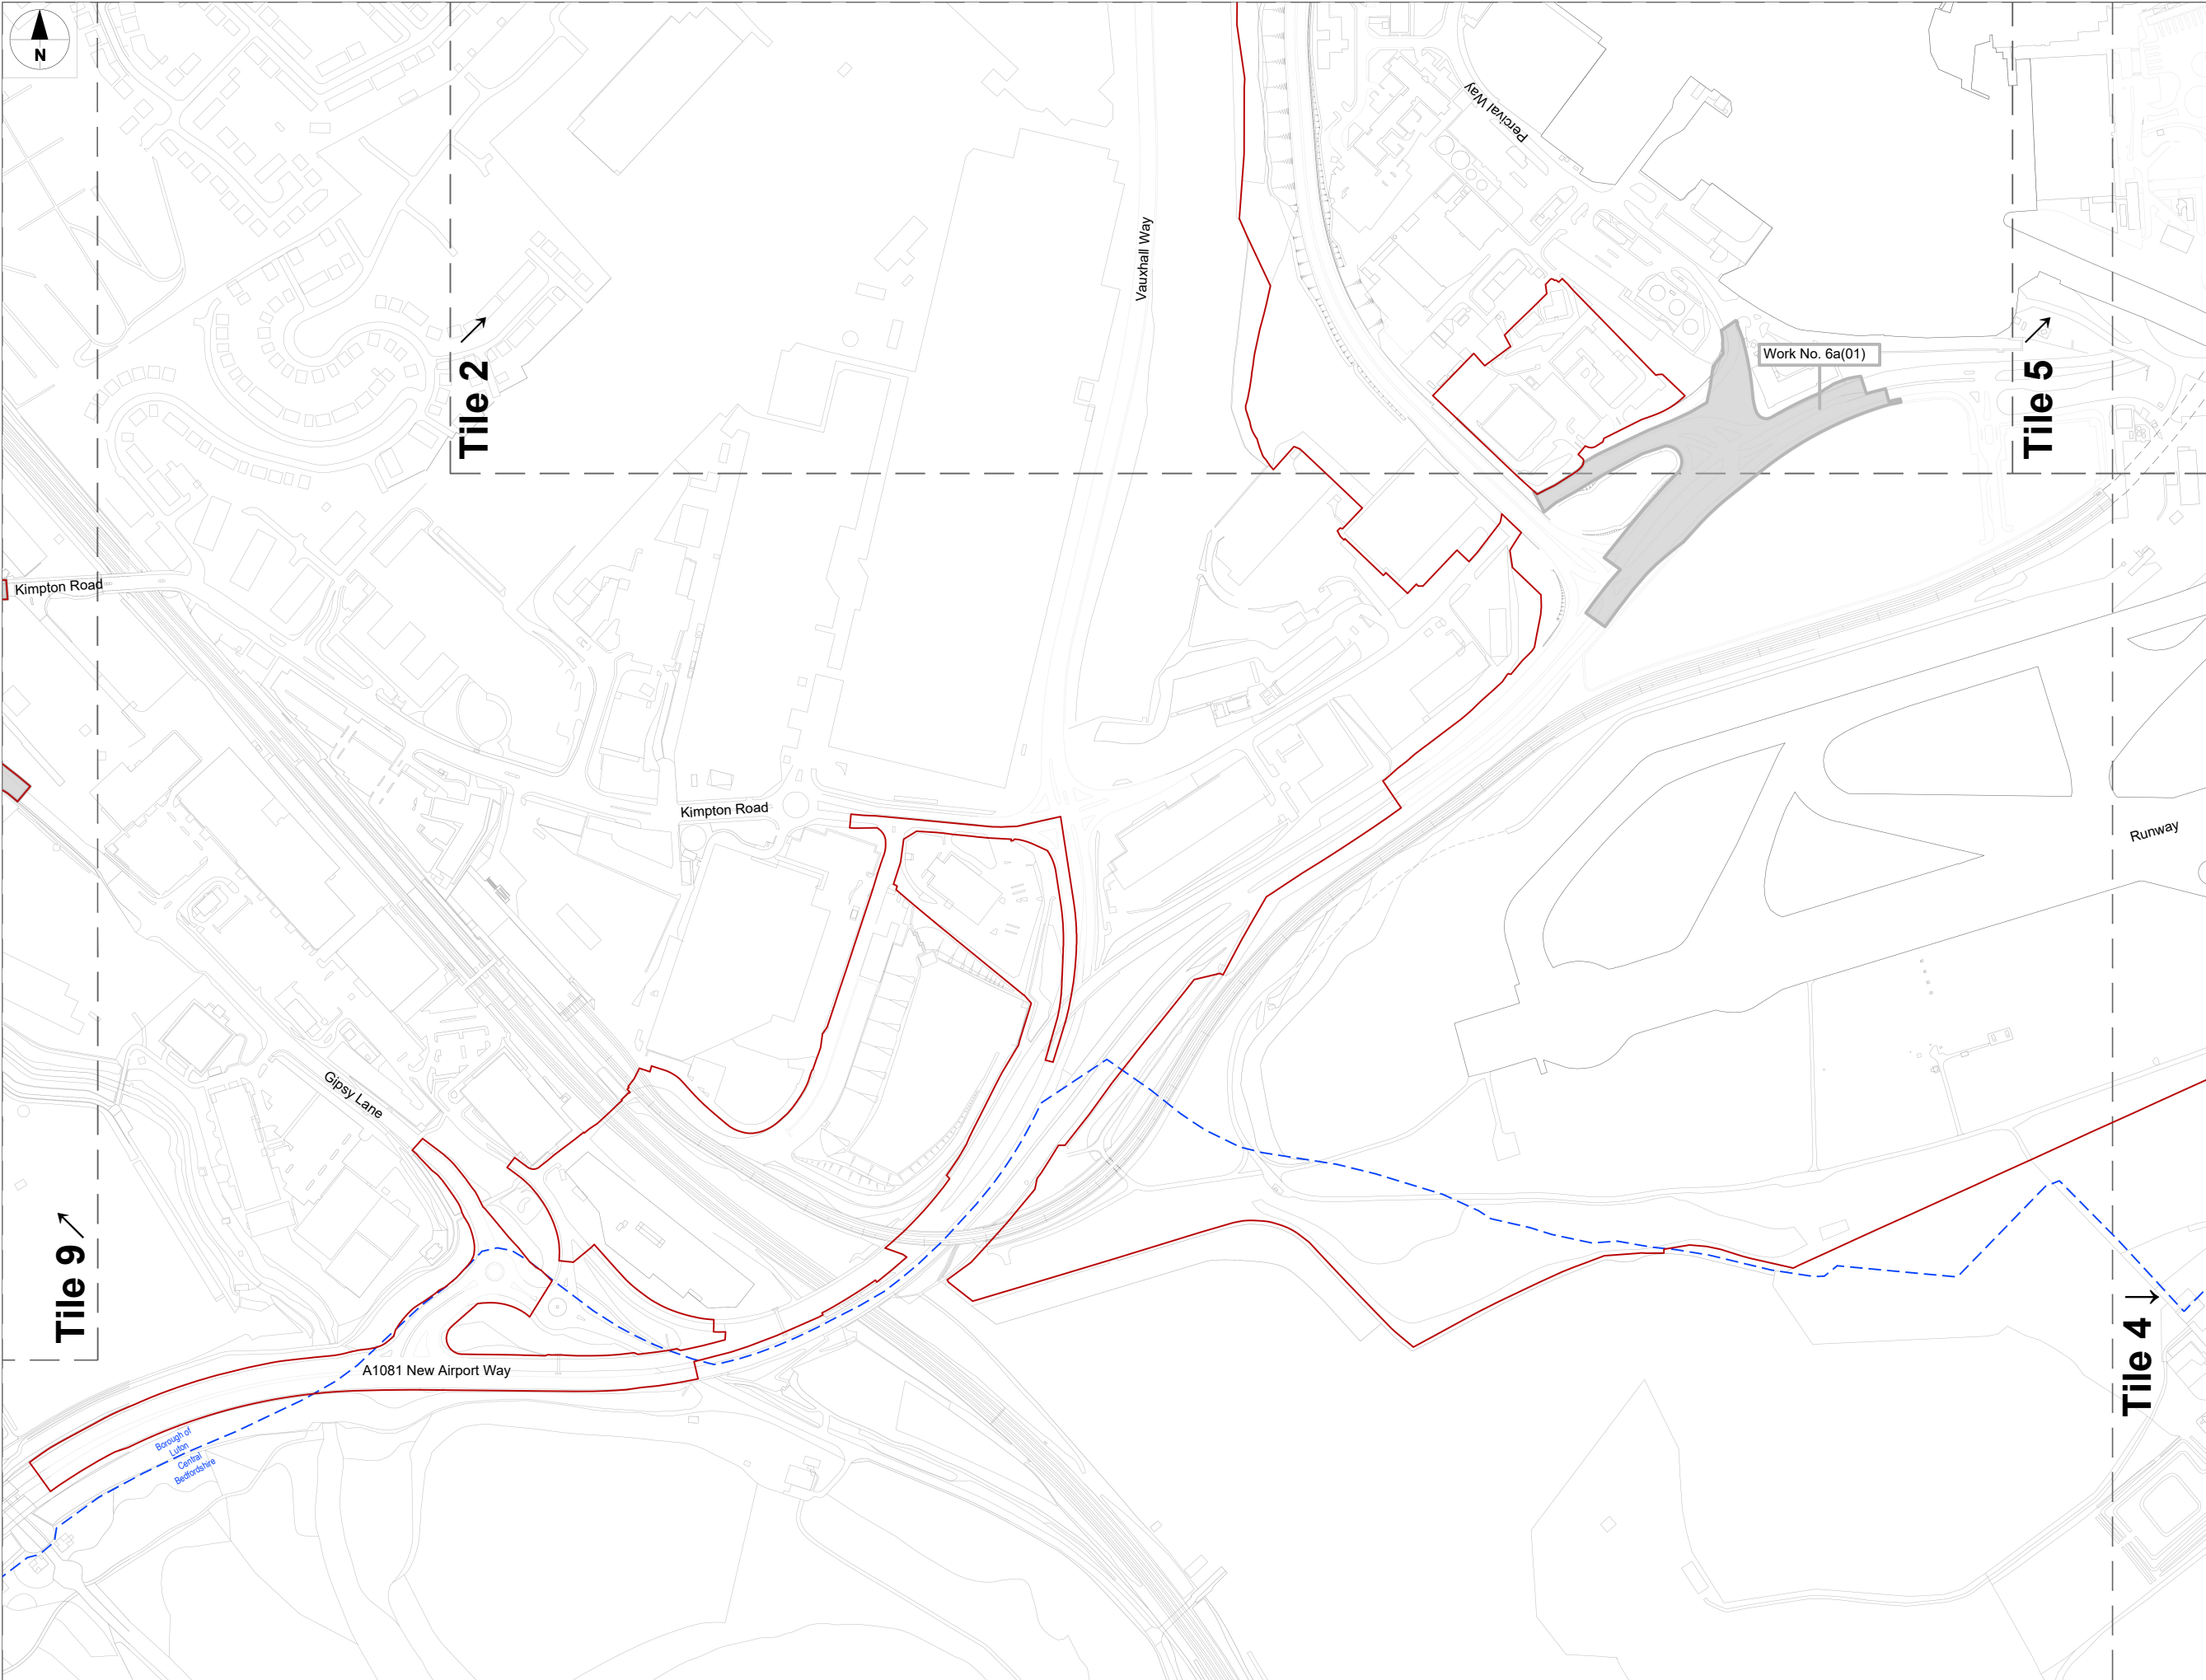 N
Percival Way
Vauxhall Way
Work No. 6a(01)
Tile 2
Tile 5
Kimpton Road
Kimpton Road
Runway
Gipsy Lane
Tile 9
Tile 4
A1081 New Airport Way
Borough of
Luton
Central
Bedfordshire